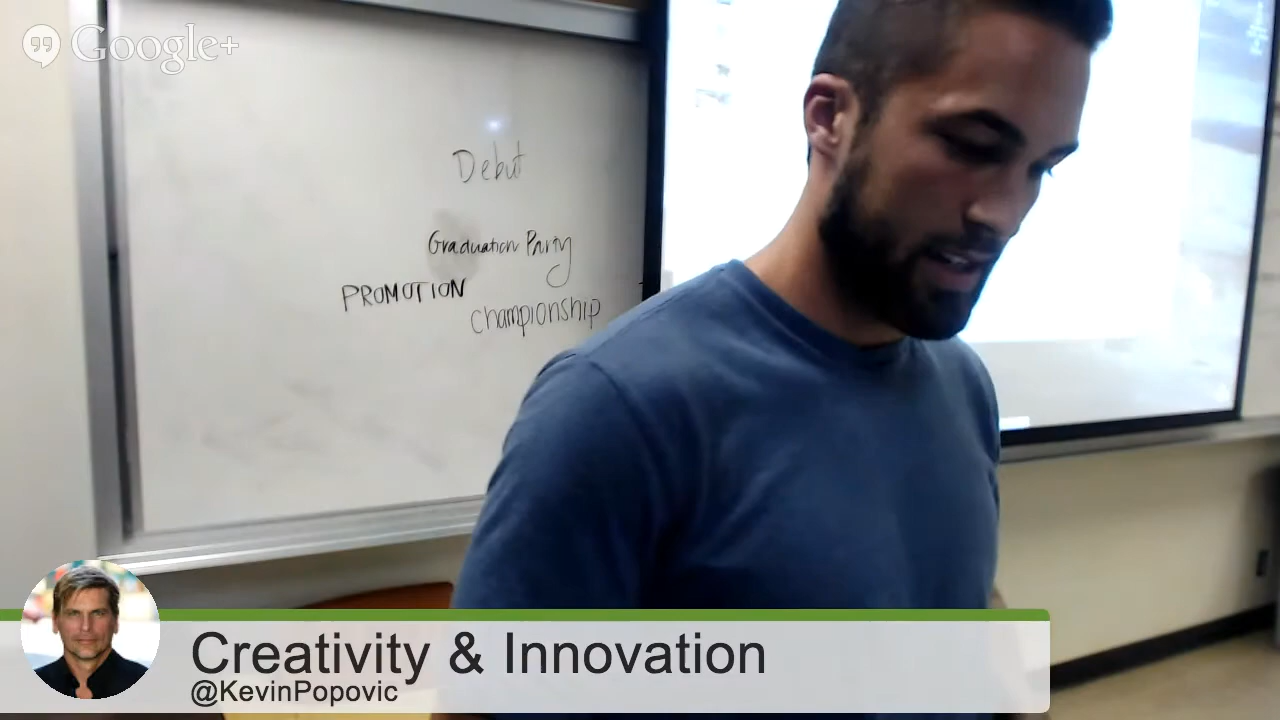 Google+
Debut
Graduation Party
PROMOTION
Championship
Creativity & Innovation
@KevinPopovic